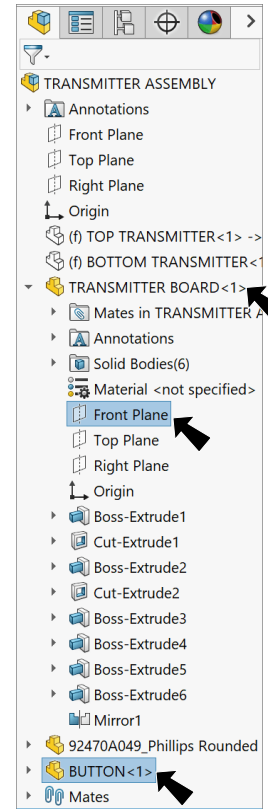 TRANSMITTER ASSEMBLY
Annotations
Front Plane
Top Plane
Right Plane
Origin
(f) TOP TRANSMITTER<1> ->
(f) BOTTOM TRANSMITTER<1
TRANSMITTER BOARD<1>
Mates in TRANSMITTER A
Annotations
Solid Bodies(6)
Material <not specified>
Front Plane
Top Plane
Right Plane
Origin
Boss-Extrude1
Cut-Extrude1
Boss-Extrude2
Cut-Extrude2
Boss-Extrude3
Boss-Extrude4
Boss-Extrude5
Boss-Extrude6
Mirror1
92470A049_Phillips Rounded
BUTTON<1>
Mates